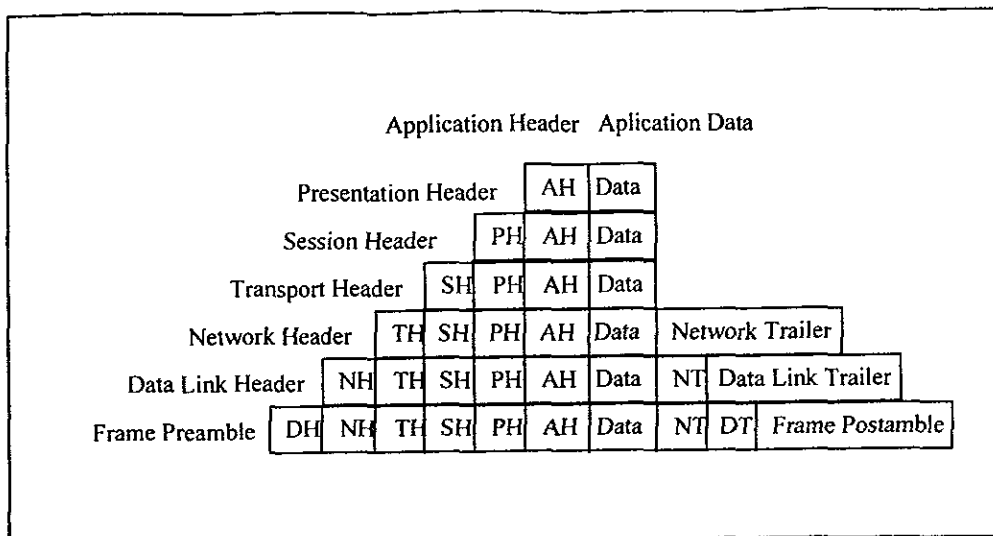 Application Header Aplication Data
Presentation Header AH Data
Session Header PH AH Data
Transport Header SH PH AH Data
Network Header TH SH PH AH Data Network Trailer
Data Link Header NH TH SH PH AH Data NT Data Link Trailer
Frame Preamble DH NH TH SH PH AH Data NT DT Frame Postamble